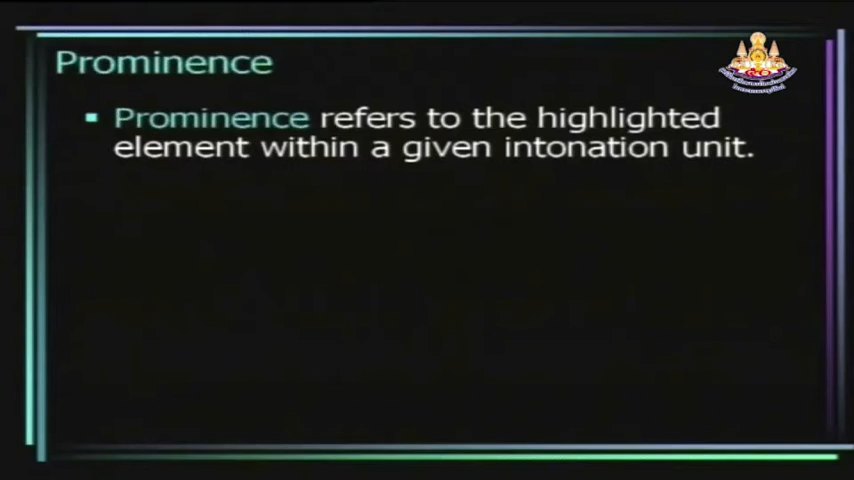 Prominence
▪ Prominence refers to the highlighted
element within a given intonation unit.